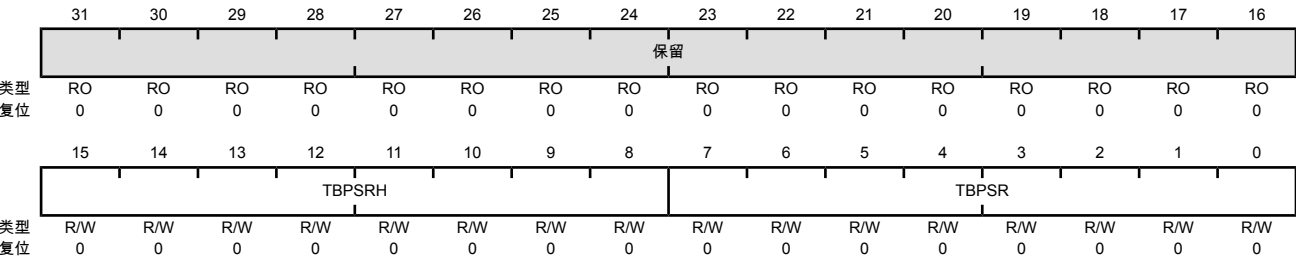 31 30 29 28 27 26 25 24 23 22 21 20 19 18 17 16
保留
类型 RO RO RO RO RO RO RO RO RO RO RO RO RO RO RO RO
复位 0 0 0 0 0 0 0 0 0 0 0 0 0 0 0 0
15 14 13 12 11 10 9 8 7 6 5 4 3 2 1 0
TBPSRH TBPSR
类型 R/W R/W R/W R/W R/W R/W R/W R/W R/W R/W R/W R/W R/W R/W R/W R/W
复位 0 0 0 0 0 0 0 0 0 0 0 0 0 0 0 0